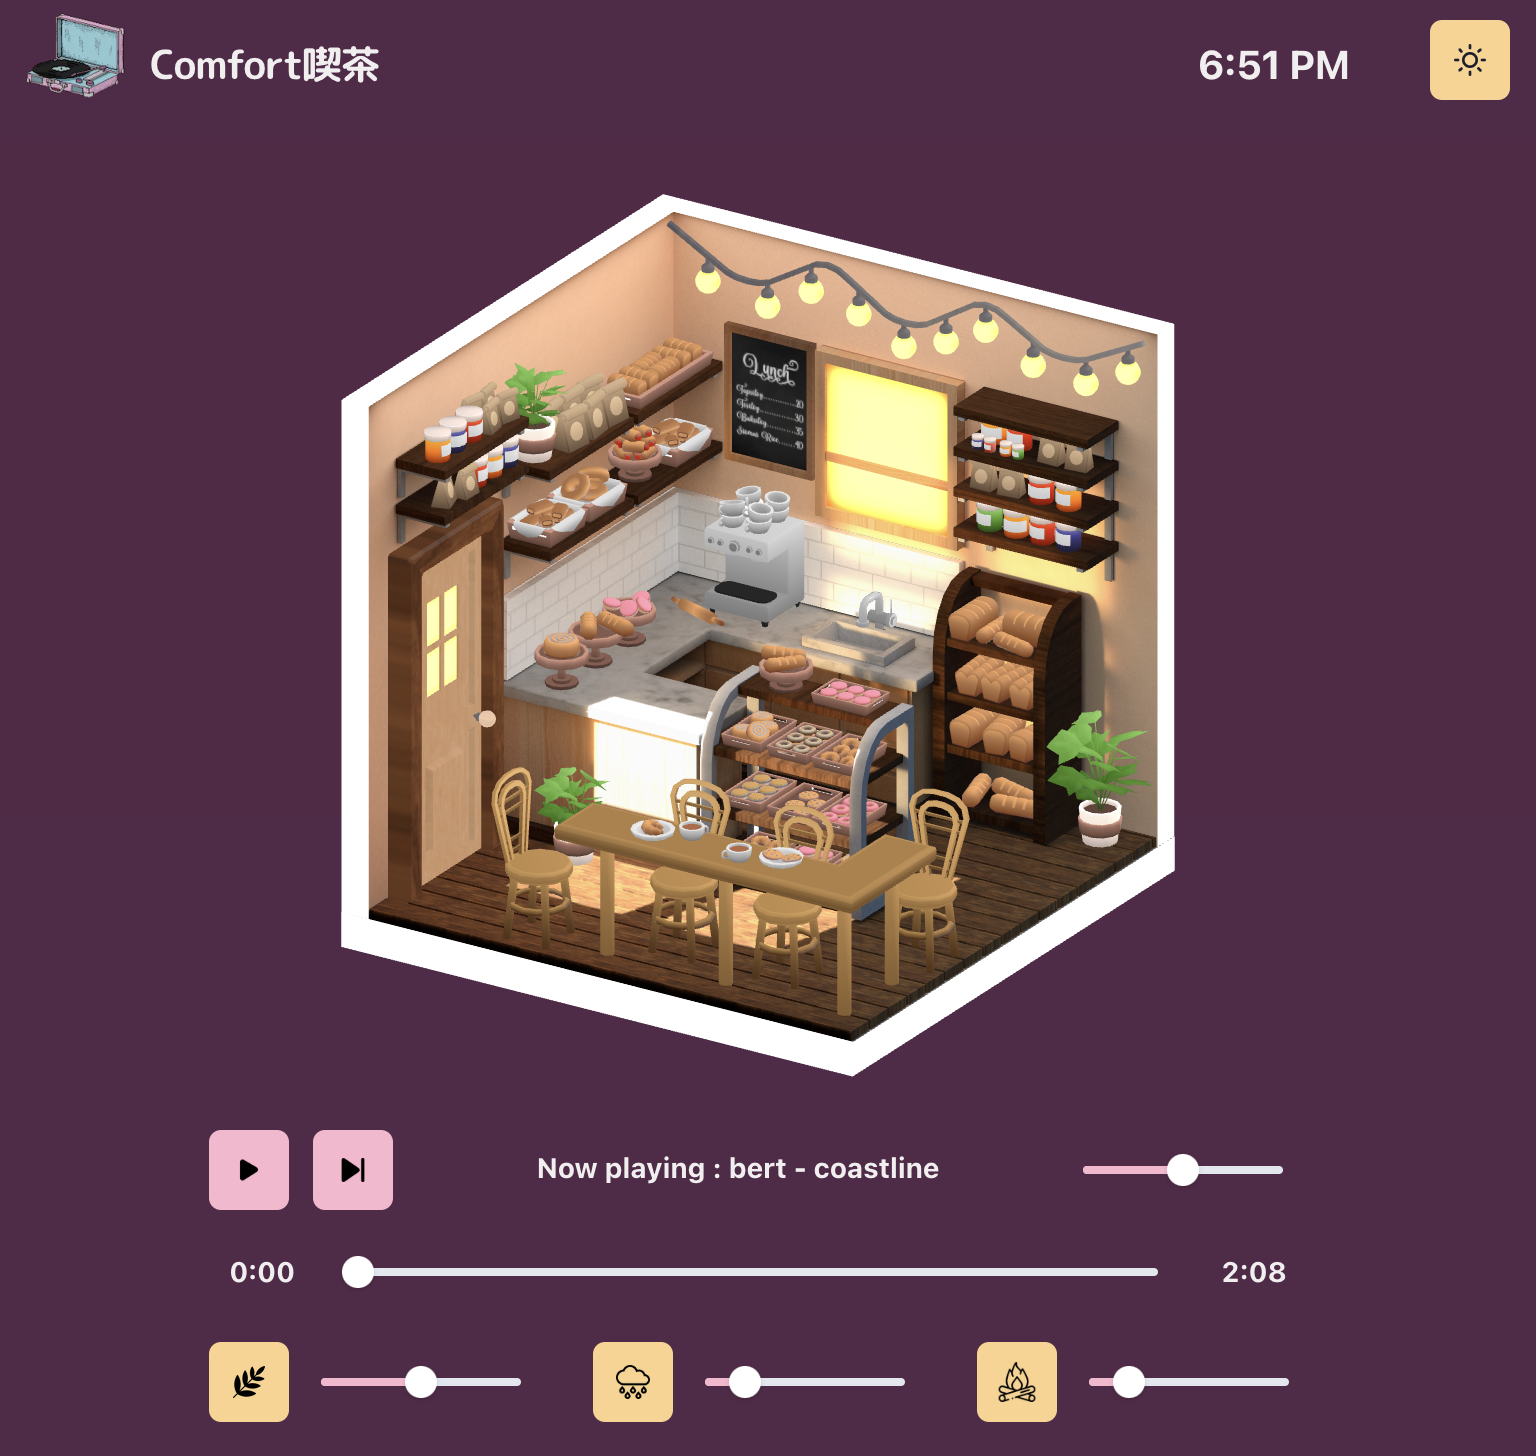 Comfort喫茶
6:51 PM
Lunch
Now playing : bert - coastline
0:00
2:08